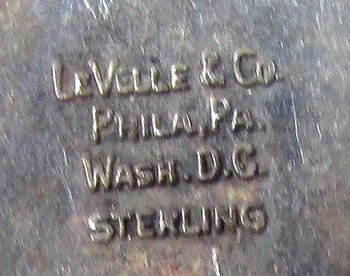 LEVELLE & CO.
PHILA, PA.
WASH. D.C.
STERLING